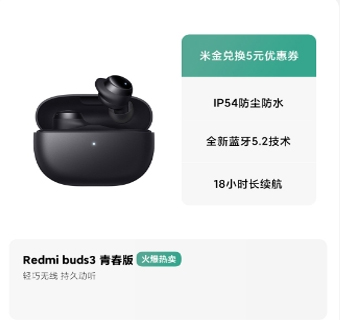 米金兑换5元优惠券
IP54防尘防水
全新蓝牙5.2技术
18小时长续航
Redmi buds3 青春版 火爆热卖
轻巧无线 持久动听